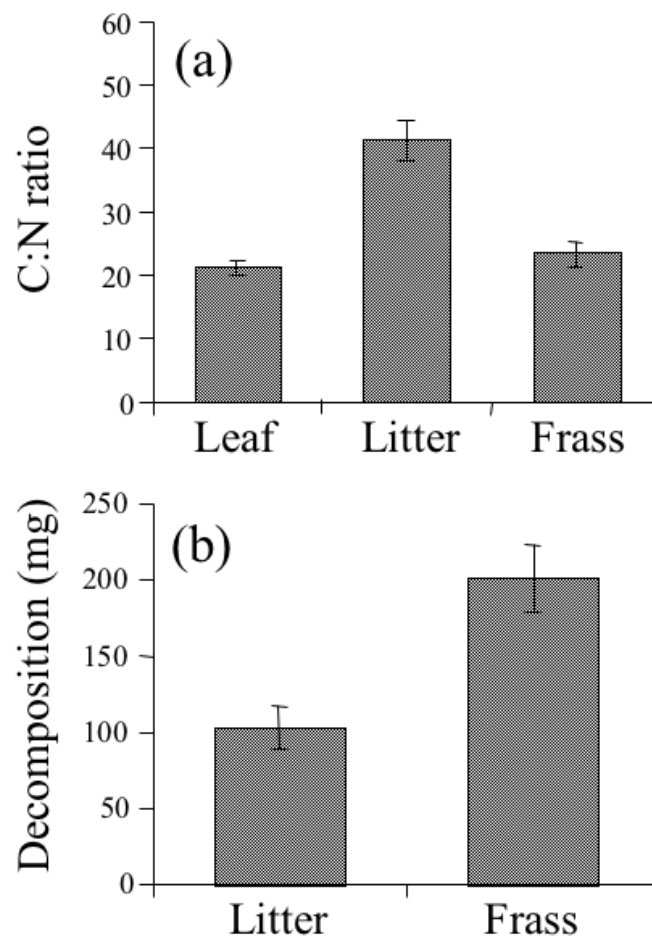 (a)
C:N ratio
60
50
40
30
20
10
0
Leaf Litter Frass
(b)
Decomposition (mg)
250
200
150
100
50
0
Litter Frass